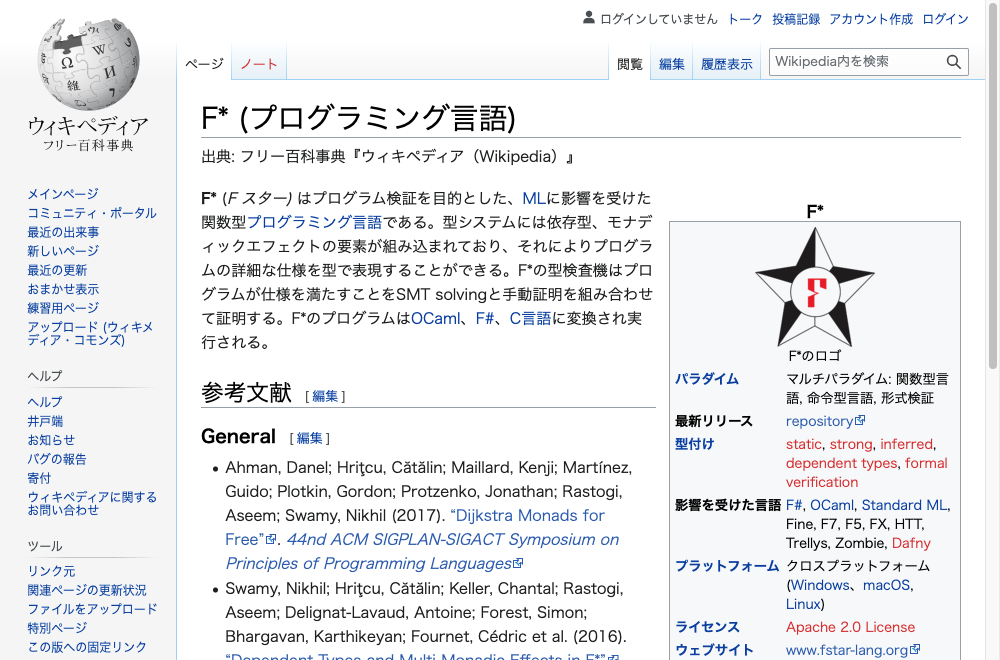 ログインしていません トーク 投稿記録 アカウント作成 ログイン
ページ ノート 閲覧 編集 履歴表示 Wikipedia内を検索
ウィキペディア
フリー百科事典
メインページ
コミュニティ・ポータル
最近の出来事
新しいページ
最近の更新
おまかせ表示
練習用ページ
アップロード (ウィキメ
ディア・コモンズ)
ヘルプ
ヘルプ
井戸端
お知らせ
バグの報告
寄付
ウィキペディアに関する
お問い合わせ
ツール
リンク元
関連ページの更新状況
ファイルをアップロード
特別ページ
この版への固定リンク
F* (プログラミング言語)
出典: フリー百科事典『ウィキペディア（Wikipedia）』
F* (F スター) はプログラム検証を目的とした、MLに影響を受けた
関数型プログラミング言語である。型システムには依存型、モナデ
ィックエフェクトの要素が組み込まれており、それによりプログラ
ムの詳細な仕様を型で表現することができる。F*の型検査機はプロ
グラムが仕様を満たすことをSMT solvingと手動証明を組み合わせ
て証明する。F*のプログラムはOCaml、F#、C言語に変換され実
行される。
参考文献 [編集]
General [編集]
Ahman, Danel; Hriţcu, Cătălin; Maillard, Kenji; Martínez,
Guido; Plotkin, Gordon; Protzenko, Jonathan; Rastogi,
Aseem; Swamy, Nikhil (2017). “Dijkstra Monads for
Free”. 44nd ACM SIGPLAN-SIGACT Symposium on
Principles of Programming Languages
Swamy, Nikhil; Hriţcu, Cătălin; Keller, Chantal; Rastogi,
Aseem; Delignat-Lavaud, Antoine; Forest, Simon;
Bhargavan, Karthikeyan; Fournet, Cédric et al. (2016).
“Dependent Types and Multi-Monadic Effects in F*”
F*
F*のロゴ
パラダイム マルチパラダイム: 関数型言
語, 命令型言語, 形式検証
最新リリース repository
型付け static, strong, inferred,
dependent types, formal
verification
影響を受けた言語 F#, OCaml, Standard ML,
Fine, F7, F5, FX, HTT,
Trellys, Zombie, Dafny
プラットフォーム クロスプラットフォーム
(Windows、macOS,
Linux)
ライセンス Apache 2.0 License
ウェブサイト www.fstar-lang.org